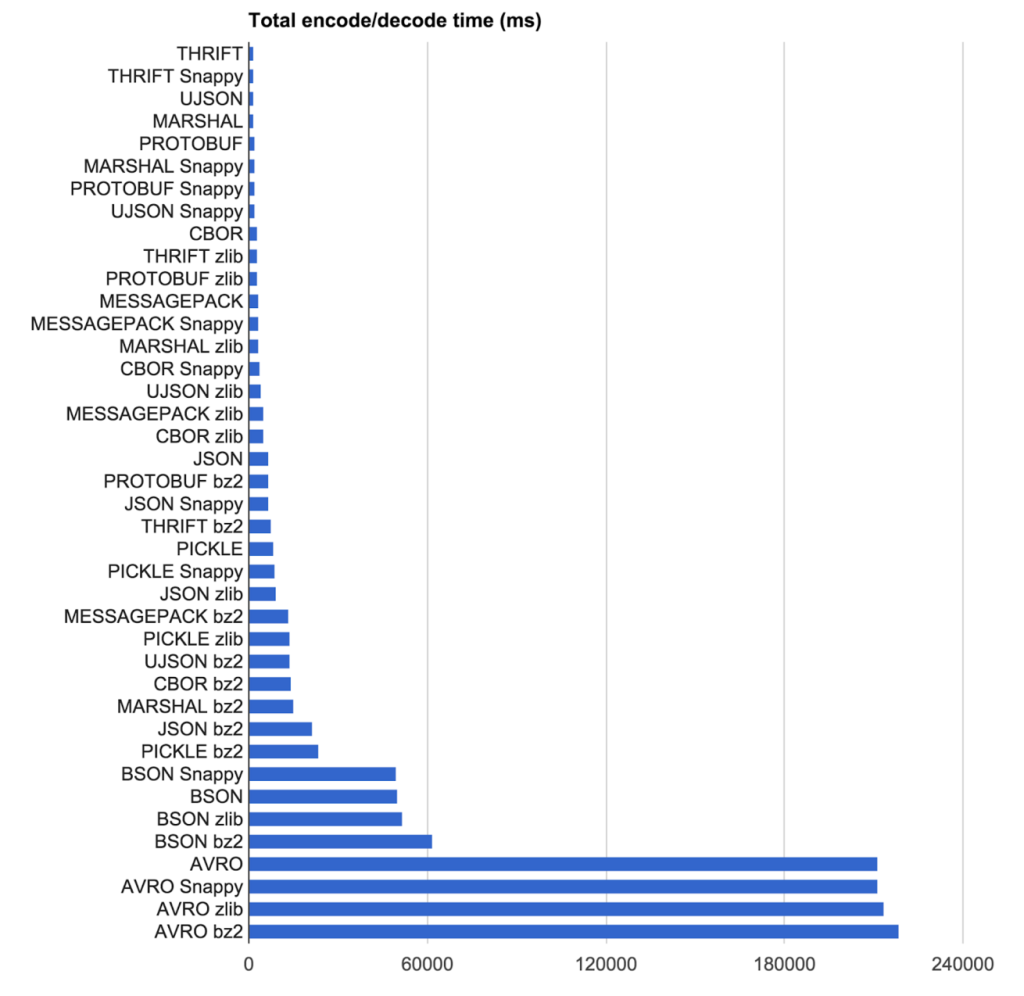 Total encode/decode time (ms)
THRIFT
THRIFT Snappy
UJSON
MARSHAL
PROTOBUF
MARSHAL Snappy
PROTOBUF Snappy
UJSON Snappy
CBOR
THRIFT zlib
PROTOBUF zlib
MESSAGEPACK
MESSAGEPACK Snappy
MARSHAL zlib
CBOR Snappy
UJSON zlib
MESSAGEPACK zlib
CBOR zlib
JSON
PROTOBUF bz2
JSON Snappy
THRIFT bz2
PICKLE
PICKLE Snappy
JSON zlib
MESSAGEPACK bz2
PICKLE zlib
UJSON bz2
CBOR bz2
MARSHAL bz2
JSON bz2
PICKLE bz2
BSON Snappy
BSON
BSON zlib
BSON bz2
AVRO
AVRO Snappy
AVRO zlib
AVRO bz2
0 60000 120000 180000 240000